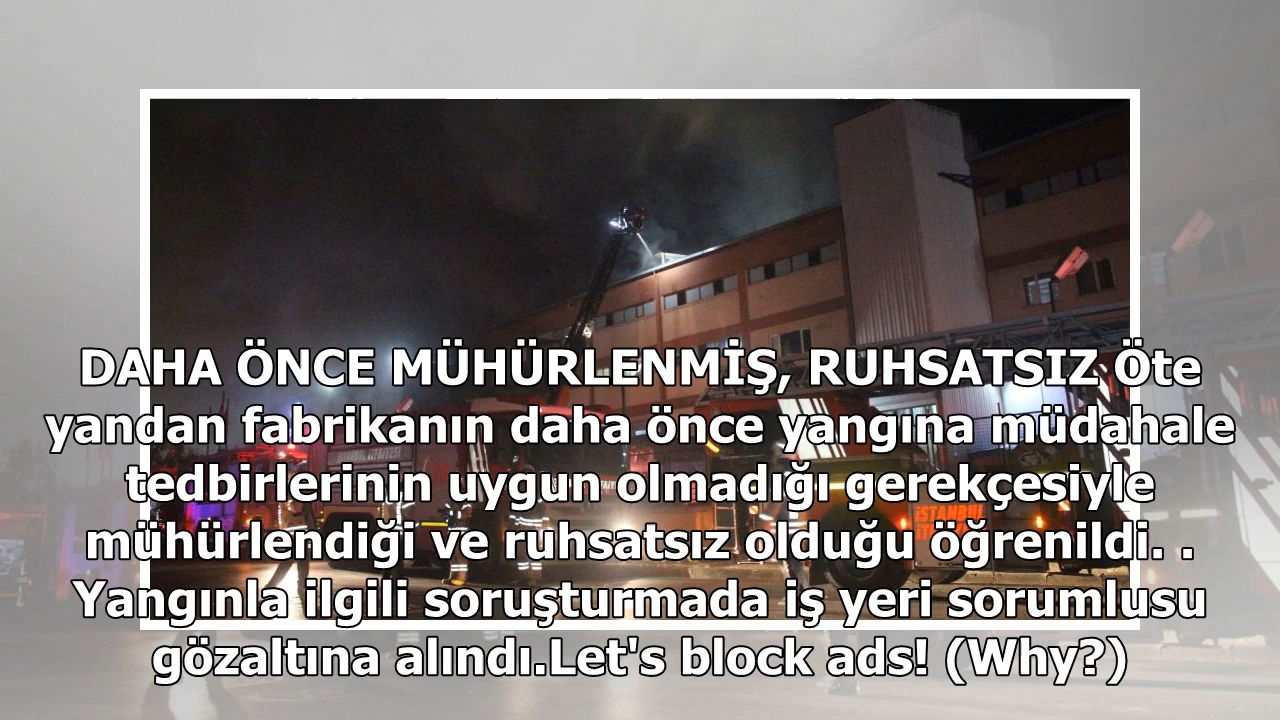 DAHA ÖNCE MÜHÜRLENMİŞ, RUHSATSIZ Öte
yandan fabrikanın daha önce yangına müdahale
tedbirlerinin uygun olmadığı gerekçesiyle
mühürlendiği ve ruhsatsız olduğu öğrenildi. .
Yangınla ilgili soruşturmada iş yeri sorumlusu
gözaltına alındı.Let's block ads! (Why?)
İSTANBUL